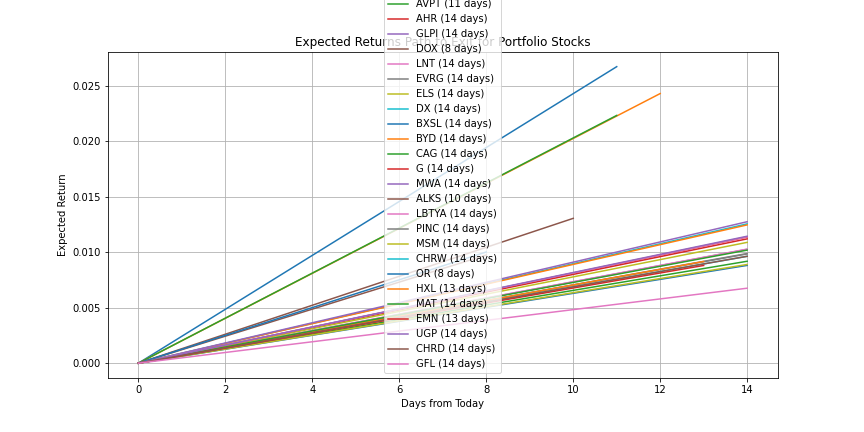 AVPT (11 days)
AHR (14 days)
GLPI (14 days)
Expected Returns Path to Exit for Portfolio Stocks
DOX (8 days)
LNT (14 days)
EVRG (14 days)
ELS (14 days)
DX (14 days)
BXSL (14 days)
BYD (14 days)
CAG (14 days)
G (14 days)
MWA (14 days)
ALKS (10 days)
LBTYA (14 days)
PINC (14 days)
MSM (14 days)
CHRW (14 days)
OR (8 days)
HXL (13 days)
MAT (14 days)
EMN (13 days)
UGP (14 days)
CHRD (14 days)
GFL (14 days)
Expected Return
0.025
0.020
0.015
0.010
0.005
0.000
0 2 4 6 8 10 12 14
Days from Today